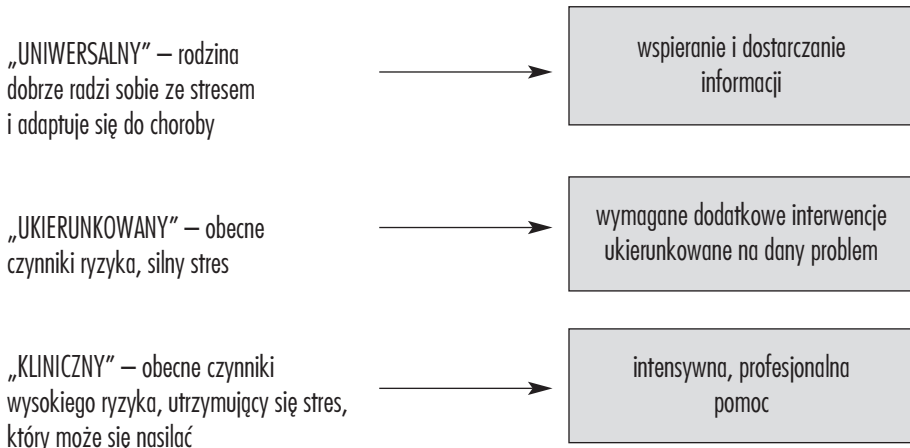 „UNIWERSALNY” – rodzina
dobrze radzi sobie ze stresem
i adaptuje się do choroby
wspieranie i dostarczanie
informacji
„UKIERUNKOWANY” – obecne
czynniki ryzyka, silny stres
wymagane dodatkowe interwencje
ukierunkowane na dany problem
„KLINICZNY” – obecne czynniki
wysokiego ryzyka, utrzymujący się stres,
który może się nasilać
intensywna, profesjonalna
pomoc